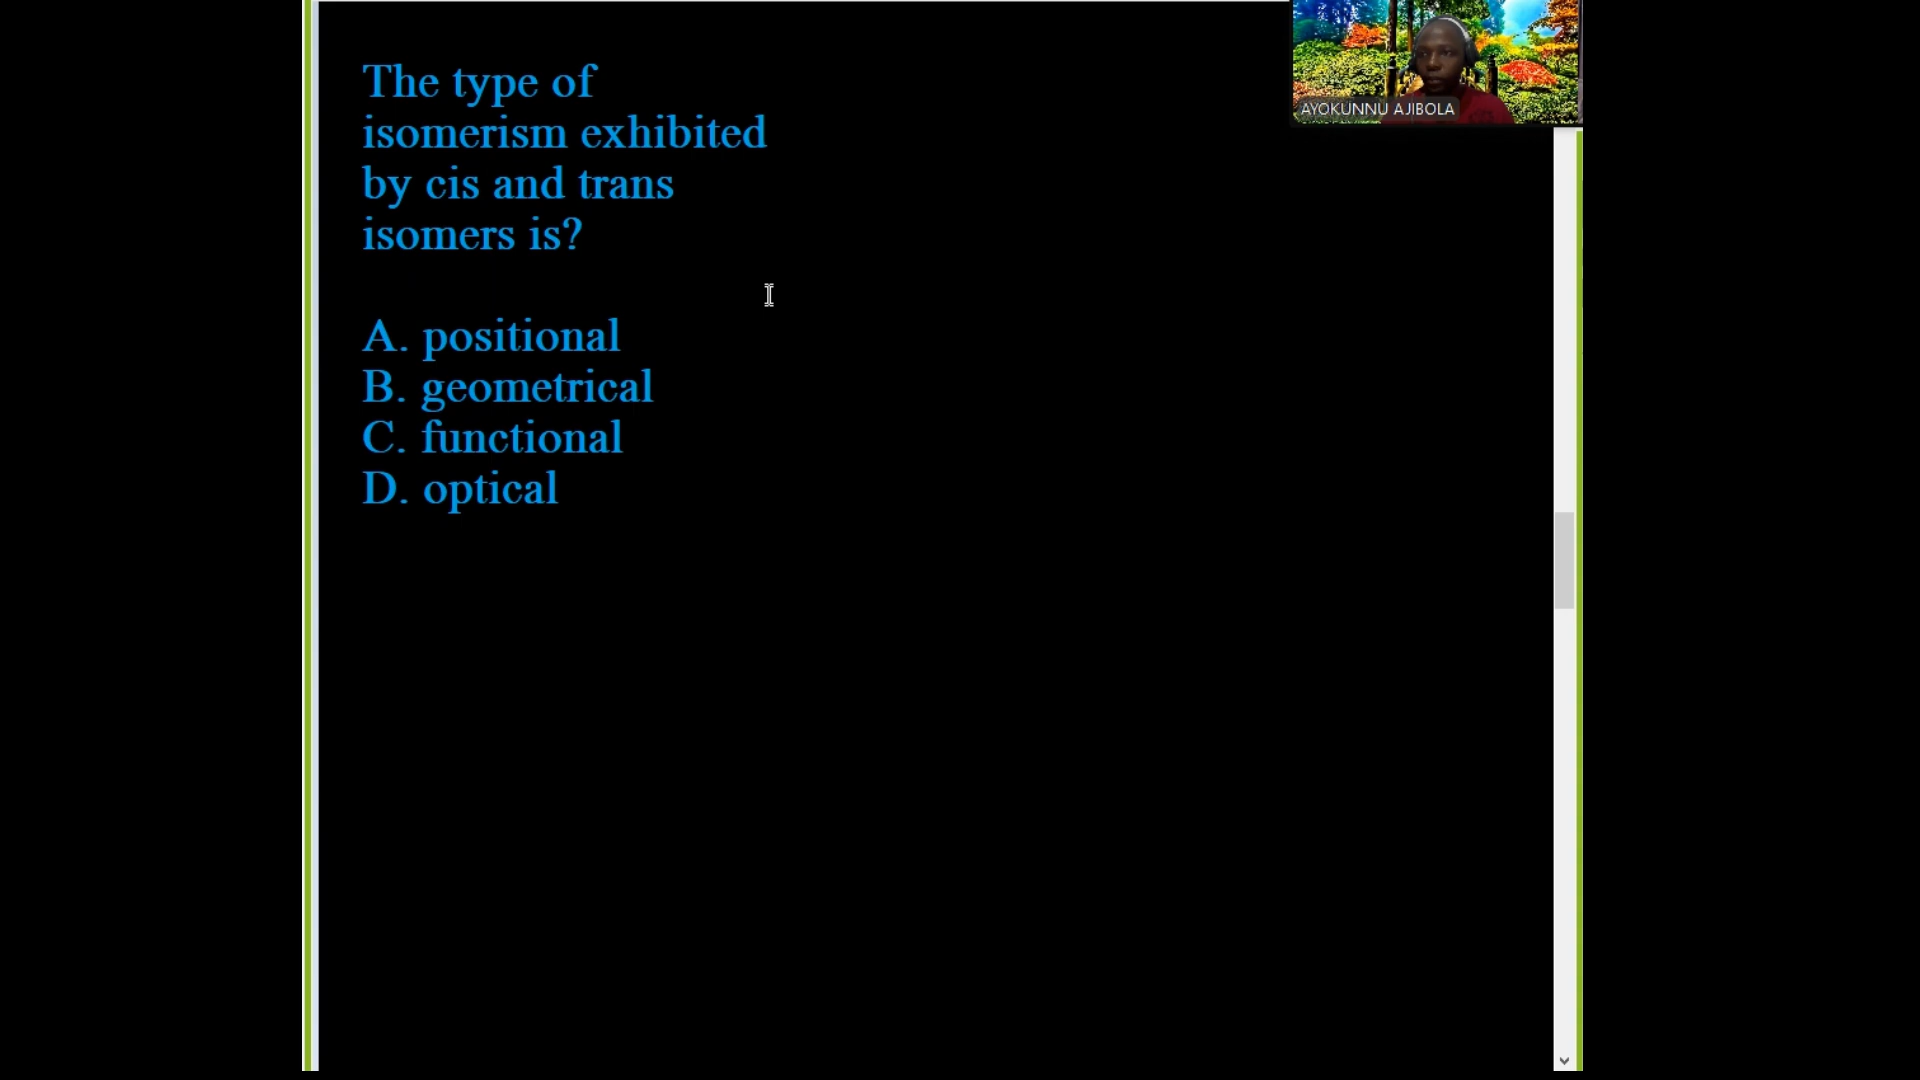 The type of
isomerism exhibited
by cis and trans
isomers is?
A. positional
B. geometrical
C. functional
D. optical
AYOKUNNU AJIBOLA